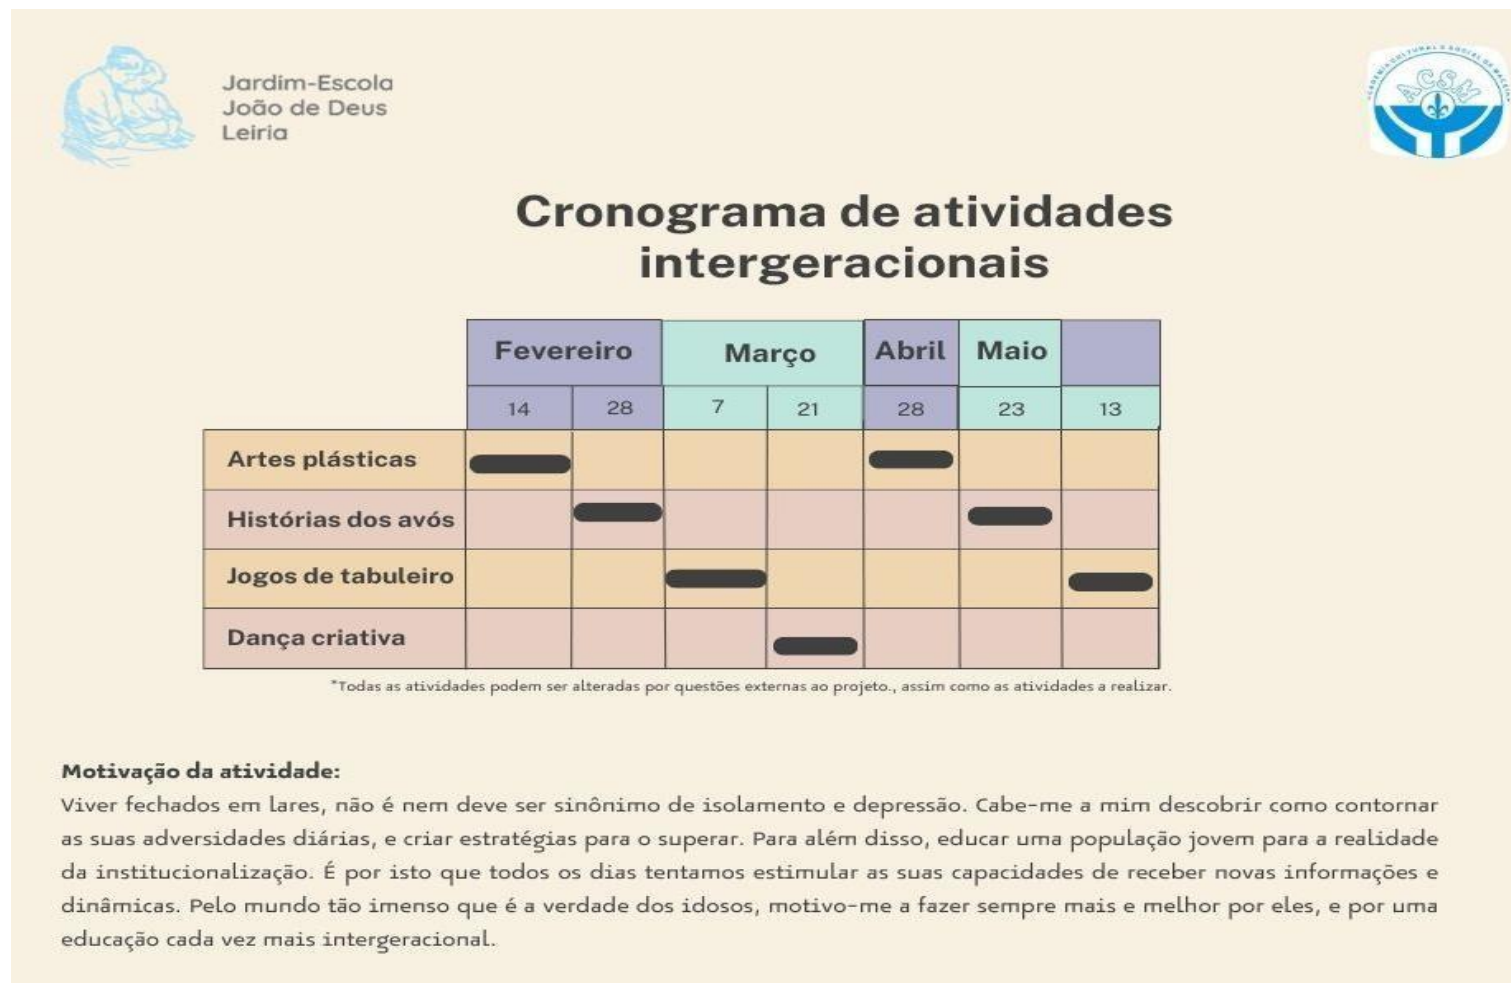 Jardim-Escola
João de Deus
Leiria
ACSM
Cronograma de atividades
intergeracionais
Fevereiro Março Abril Maio
14 28 7 21 28 23 13
Artes plásticas
Histórias dos avós
Jogos de tabuleiro
Dança criativa
*Todas as atividades podem ser alteradas por questões externas ao projeto., assim como as atividades a realizar.
Motivação da atividade:
Viver fechados em lares, não é nem deve ser sinônimo de isolamento e depressão. Cabe-me a mim descobrir como contornar
as suas adversidades diárias, e criar estratégias para o superar. Para além disso, educar uma população jovem para a realidade
da institucionalização. É por isto que todos os dias tentamos estimular as suas capacidades de receber novas informações e
dinâmicas. Pelo mundo tão imenso que é a verdade dos idosos, motivo-me a fazer sempre mais e melhor por eles, e por uma
educação cada vez mais intergeracional.